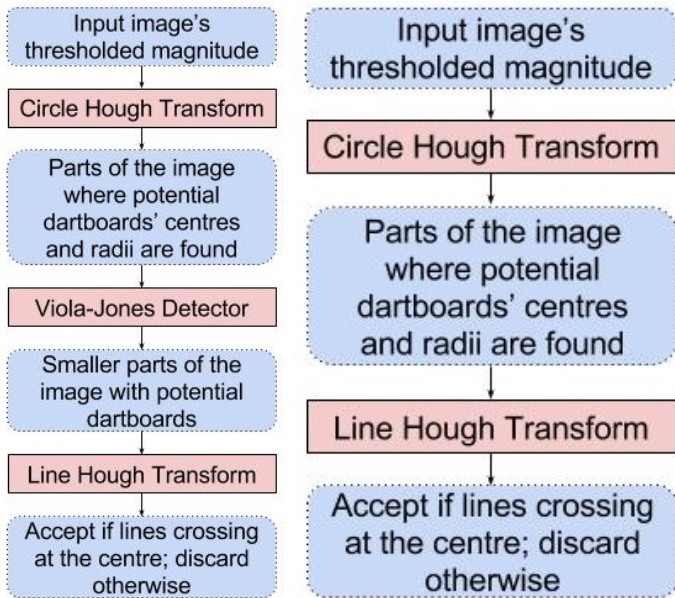 Input image's
thresholded magnitude
Circle Hough Transform
Parts of the image
where potential
dartboards' centres
and radii are found
Viola-Jones Detector
Smaller parts of the
image with potential
dartboards
Line Hough Transform
Accept if lines crossing
at the centre; discard
otherwise
Input image's
thresholded magnitude
Circle Hough Transform
Parts of the image
where potential
dartboards' centres
and radii are found
Line Hough Transform
Accept if lines crossing
at the centre; discard
otherwise